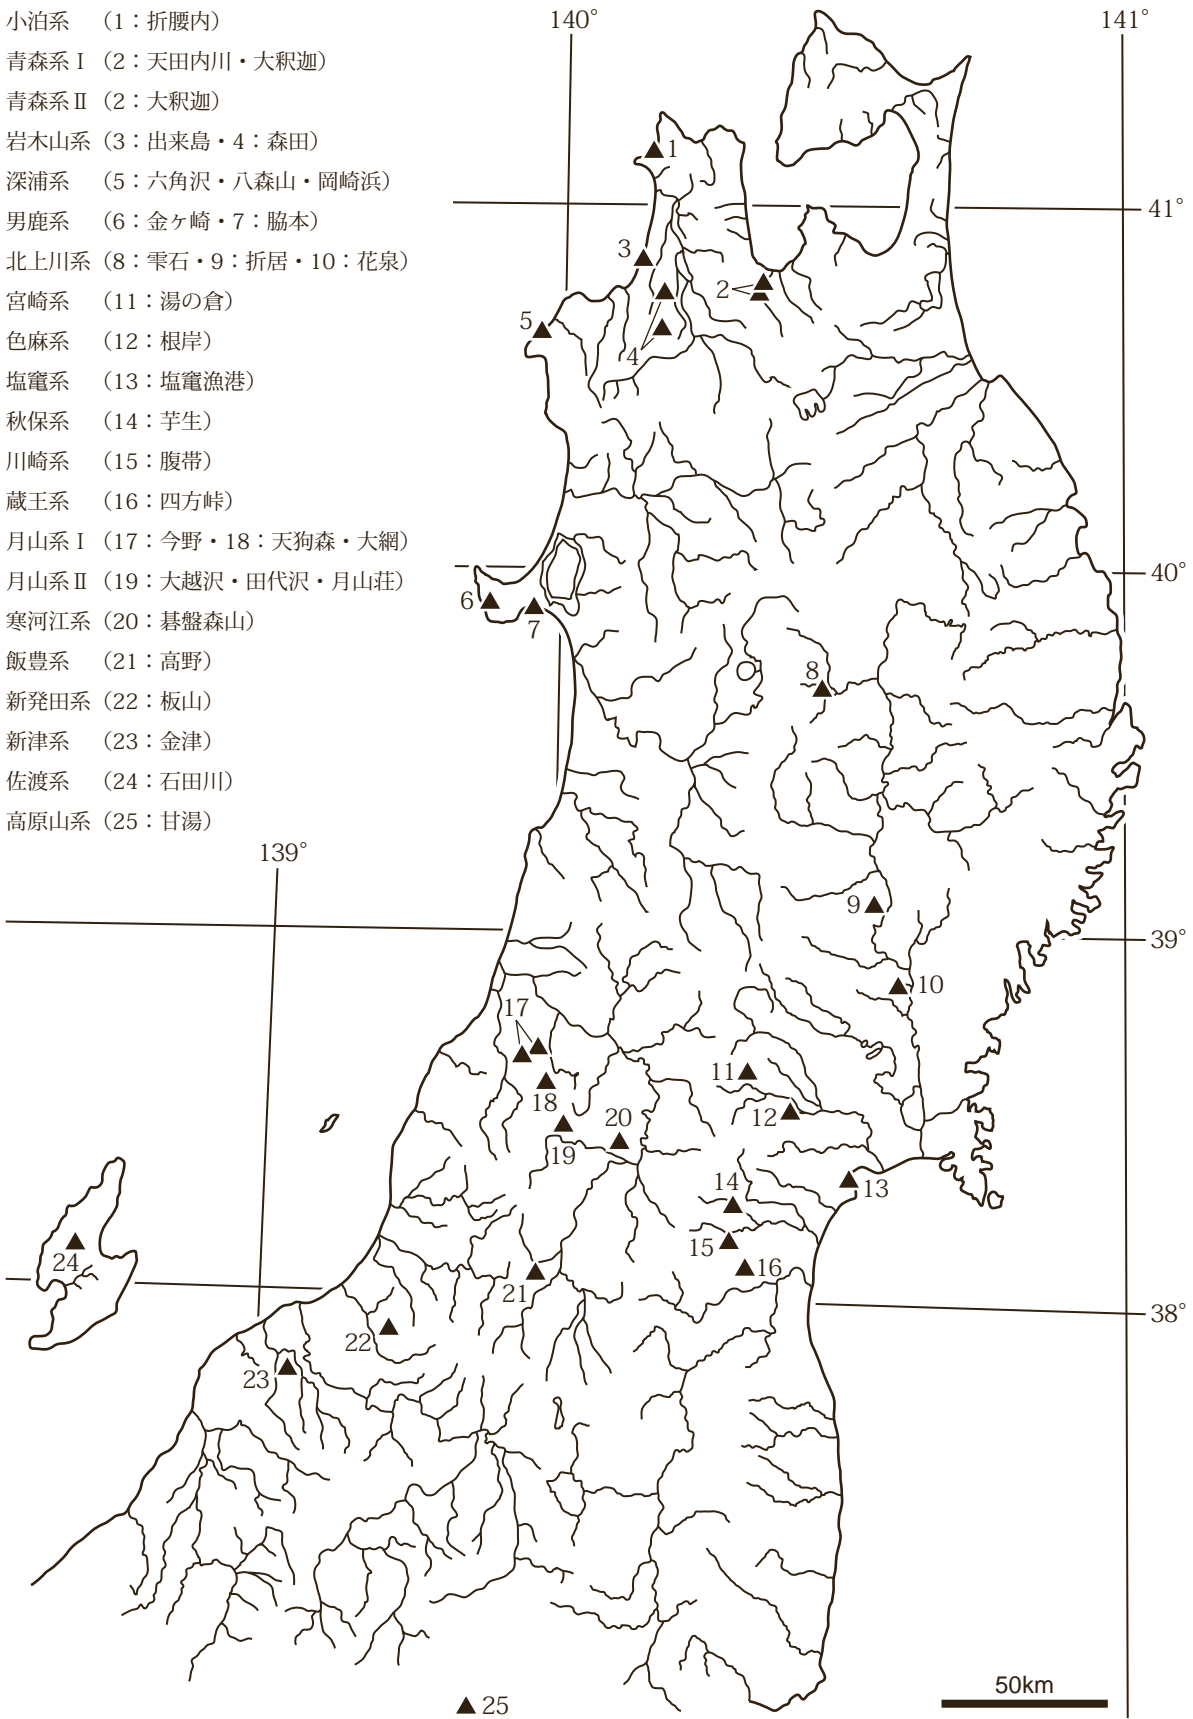 小泊系 （1：折腰内）
青森系Ⅰ（2：天田内川・大釈迦）
青森系Ⅱ（2：大釈迦）
岩木山系（3：出来島・4：森田）
深浦系 （5：六角沢・八森山・岡崎浜）
男鹿系 （6：金ヶ崎・7：脇本）
北上川系（8：雫石・9：折居・10：花泉）
宮崎系 （11：湯の倉）
色麻系 （12：根岸）
塩竈系 （13：塩竈漁港）
秋保系 （14：芋生）
川崎系 （15：腹帯）
蔵王系 （16：四方峠）
月山系Ⅰ（17：今野・18：天狗森・大網）
月山系Ⅱ（19：大越沢・田代沢・月山荘）
寒河江系（20：碁盤森山）
飯豊系 （21：高野）
新発田系（22：板山）
新津系 （23：金津）
佐渡系 （24：石田川）
高原山系（25：甘湯）
140°
141°
1
41°
3
2
5
4
40°
6
7
8
139°
9
39°
10
17
11
18
12
20
19
13
14
15
24
16
21
38°
22
23
50km
25